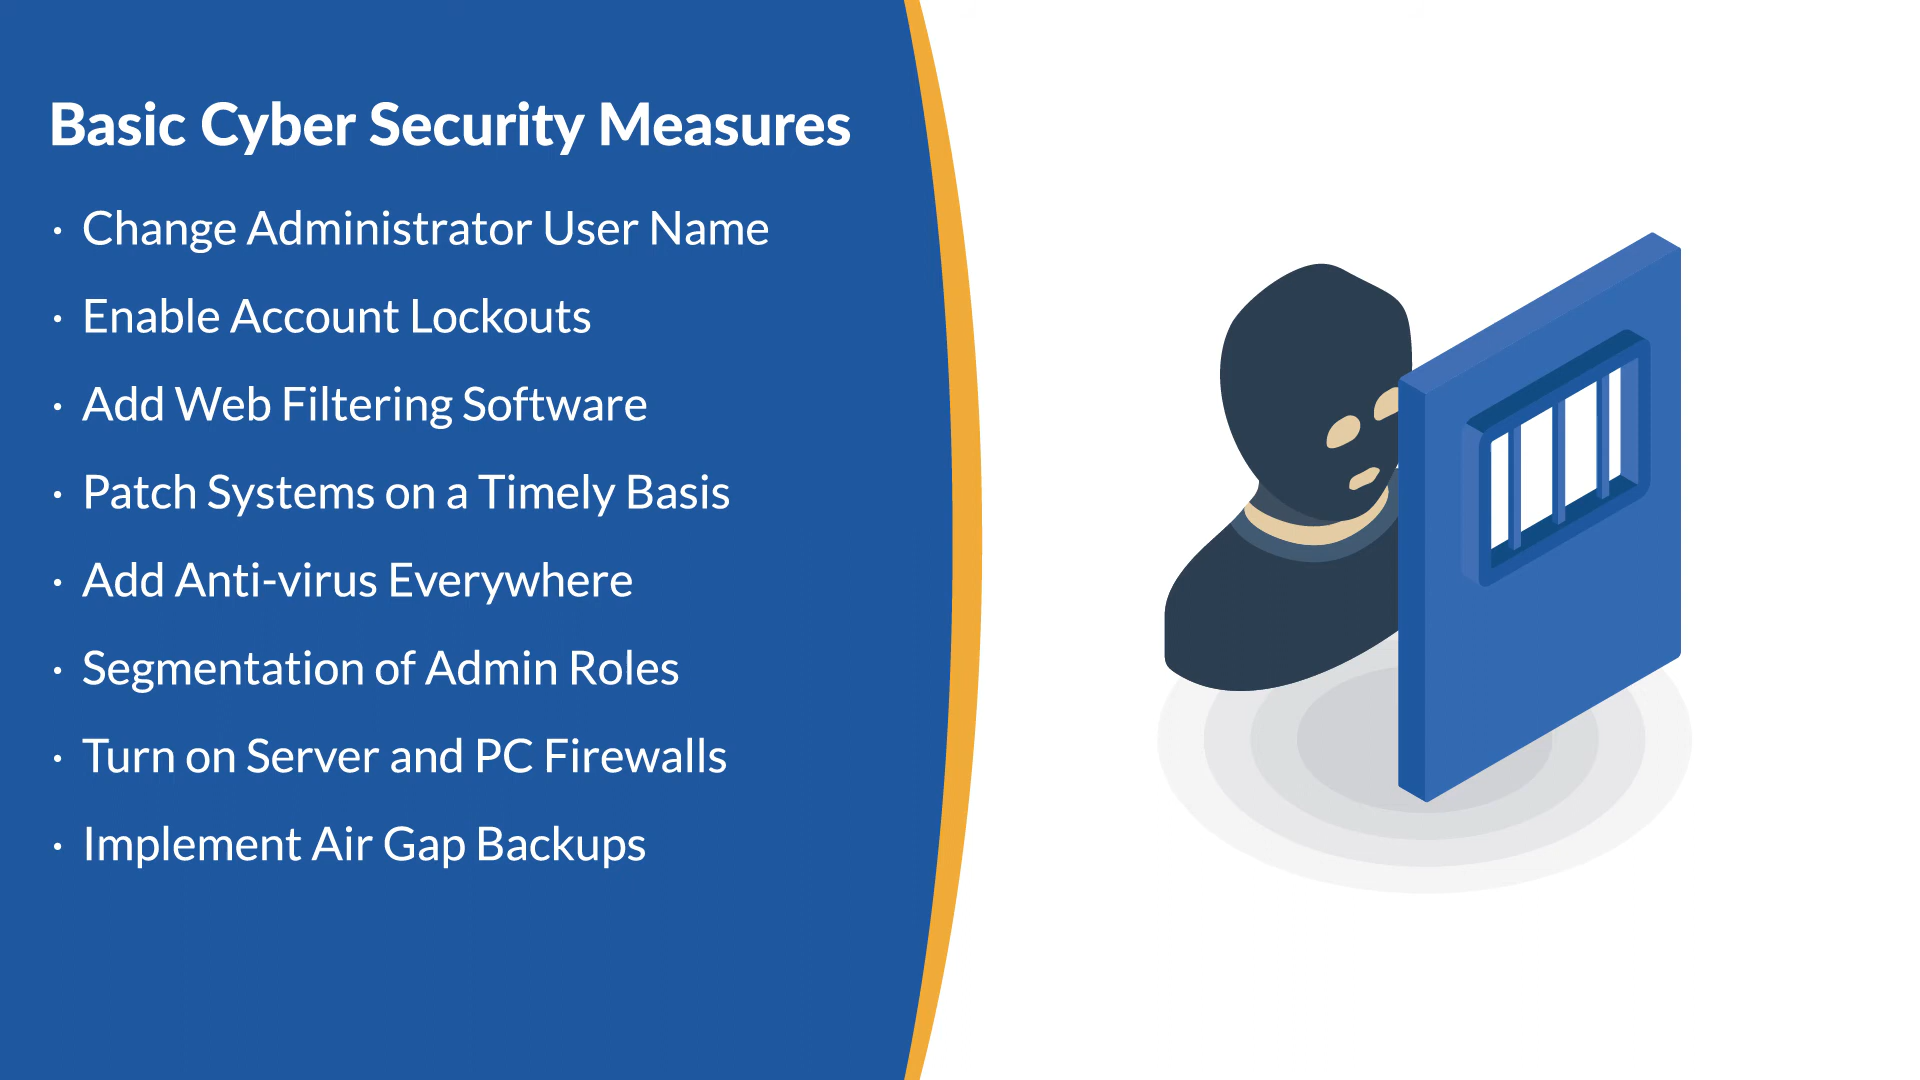 Basic Cyber Security Measures
· Change Administrator User Name
· Enable Account Lockouts
· Add Web Filtering Software
· Patch Systems on a Timely Basis
· Add Anti-virus Everywhere
· Segmentation of Admin Roles
· Turn on Server and PC Firewalls
· Implement Air Gap Backups